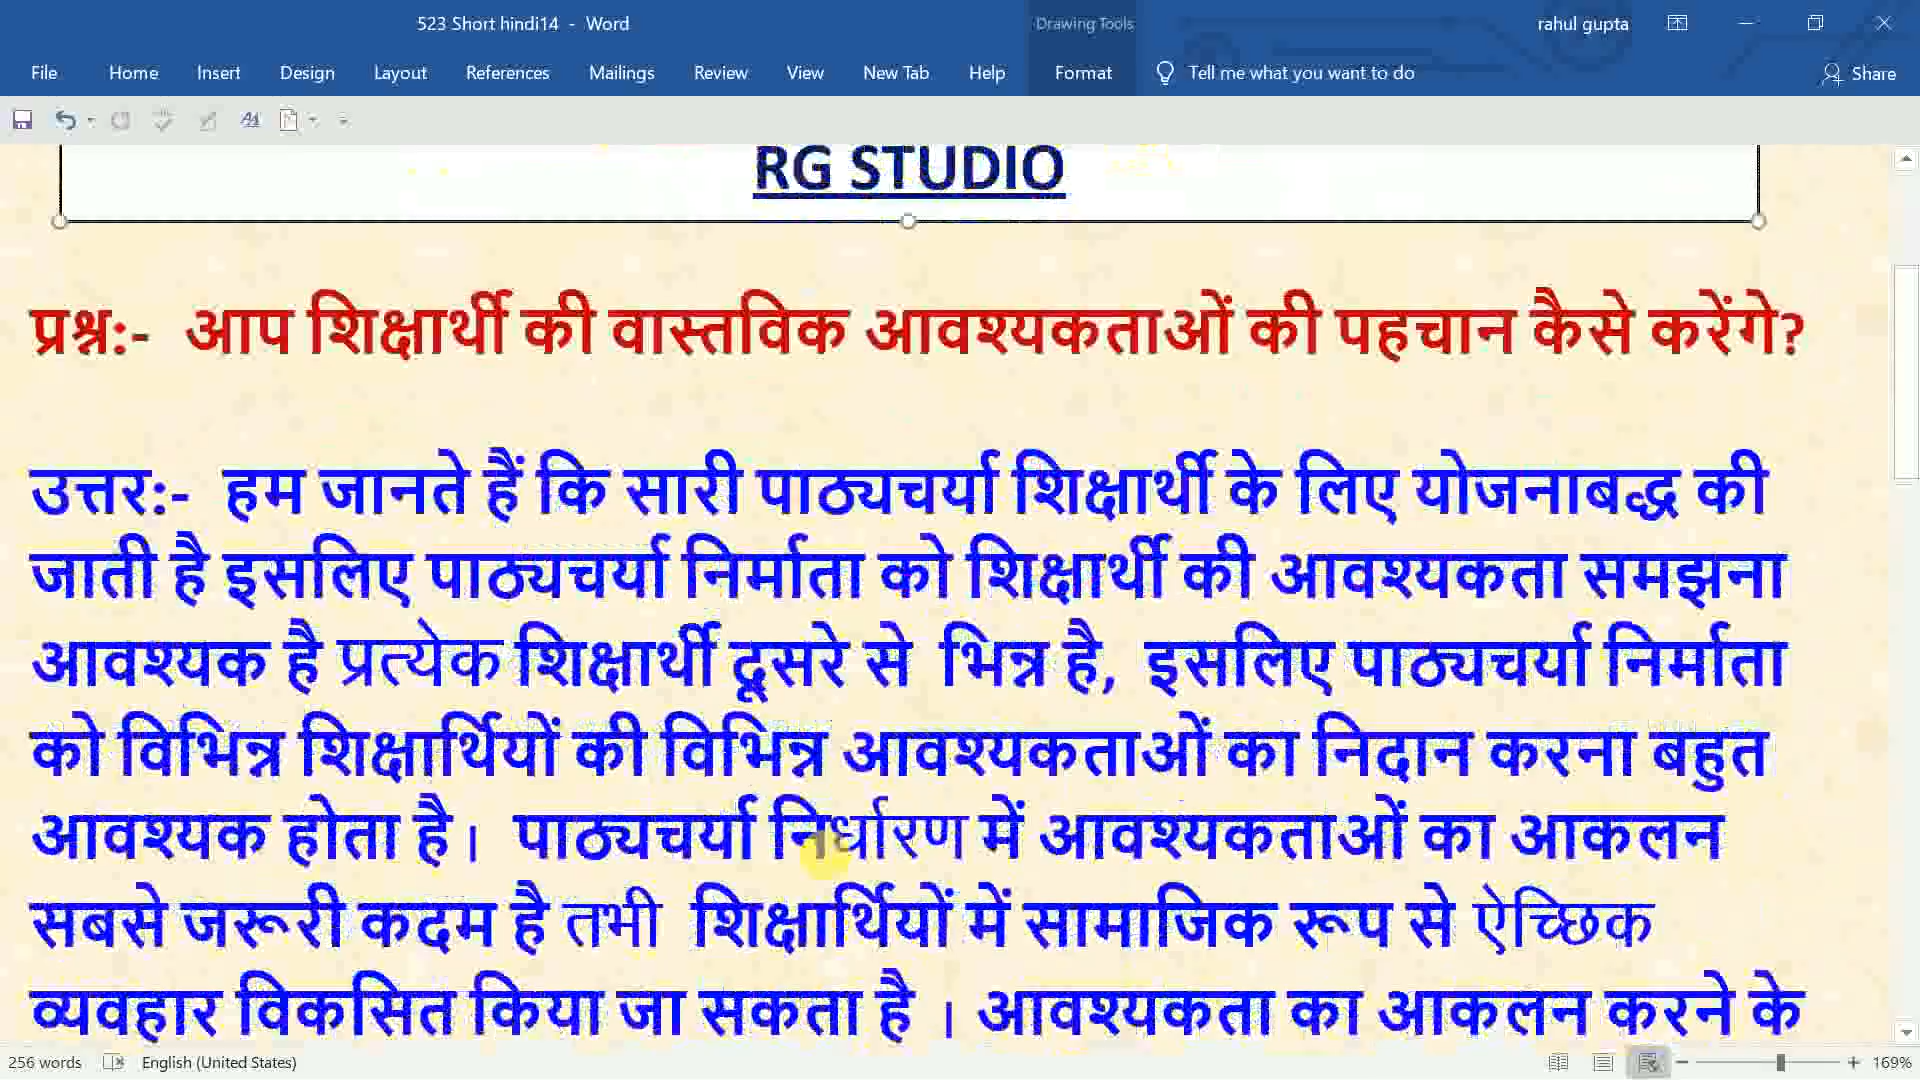 523 Short hindi14 - Word
Drawing Tools
rahul gupta
File Home Insert Design Layout References Mailings Review View New Tab Help Format Tell me what you want to do Share
RG STUDIO
प्रश्न:- आप शिक्षार्थी की वास्तविक आवश्यकताओं की पहचान कैसे करेंगे?
उत्तर:- हम जानते हैं कि सारी पाठ्यचर्या शिक्षार्थी के लिए योजनाबद्ध की
जाती है इसलिए पाठ्यचर्या निर्माता को शिक्षार्थी की आवश्यकता समझना
आवश्यक है प्रत्येक शिक्षार्थी दूसरे से भिन्न है, इसलिए पाठ्यचर्या निर्माता
को विभिन्न शिक्षार्थियों की विभिन्न आवश्यकताओं का निदान करना बहुत
आवश्यक होता है। पाठ्यचर्या निर्धारण में आवश्यकताओं का आकलन
सबसे जरूरी कदम है तभी शिक्षार्थियों में सामाजिक रूप से ऐच्छिक
व्यवहार विकसित किया जा सकता है । आवश्यकता का आकलन करने के
256 words English (United States) 169%